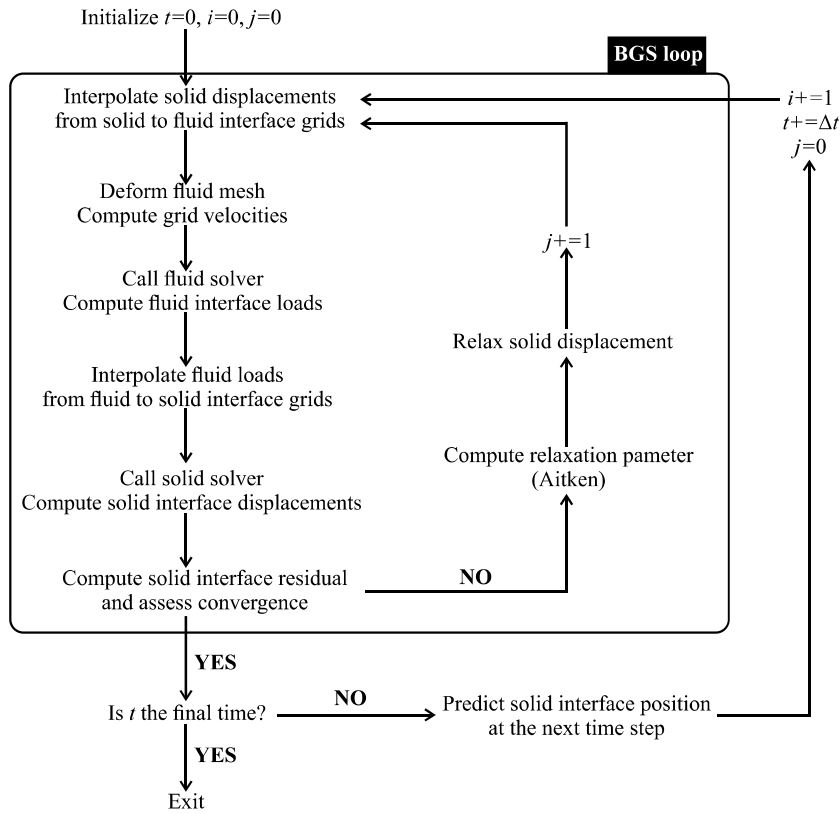 Initialize t=0, i=0, j=0
BGS loop
Interpolate solid displacements
from solid to fluid interface grids
i+=1
t+=Δt
j=0
Deform fluid mesh
Compute grid velocities
j+=1
Call fluid solver
Compute fluid interface loads
Relax solid displacement
Interpolate fluid loads
from fluid to solid interface grids
Compute relaxation pameter
(Aitken)
Call solid solver
Compute solid interface displacements
Compute solid interface residual
and assess convergence
NO
YES
Is t the final time?
NO
Predict solid interface position
at the next time step
YES
Exit